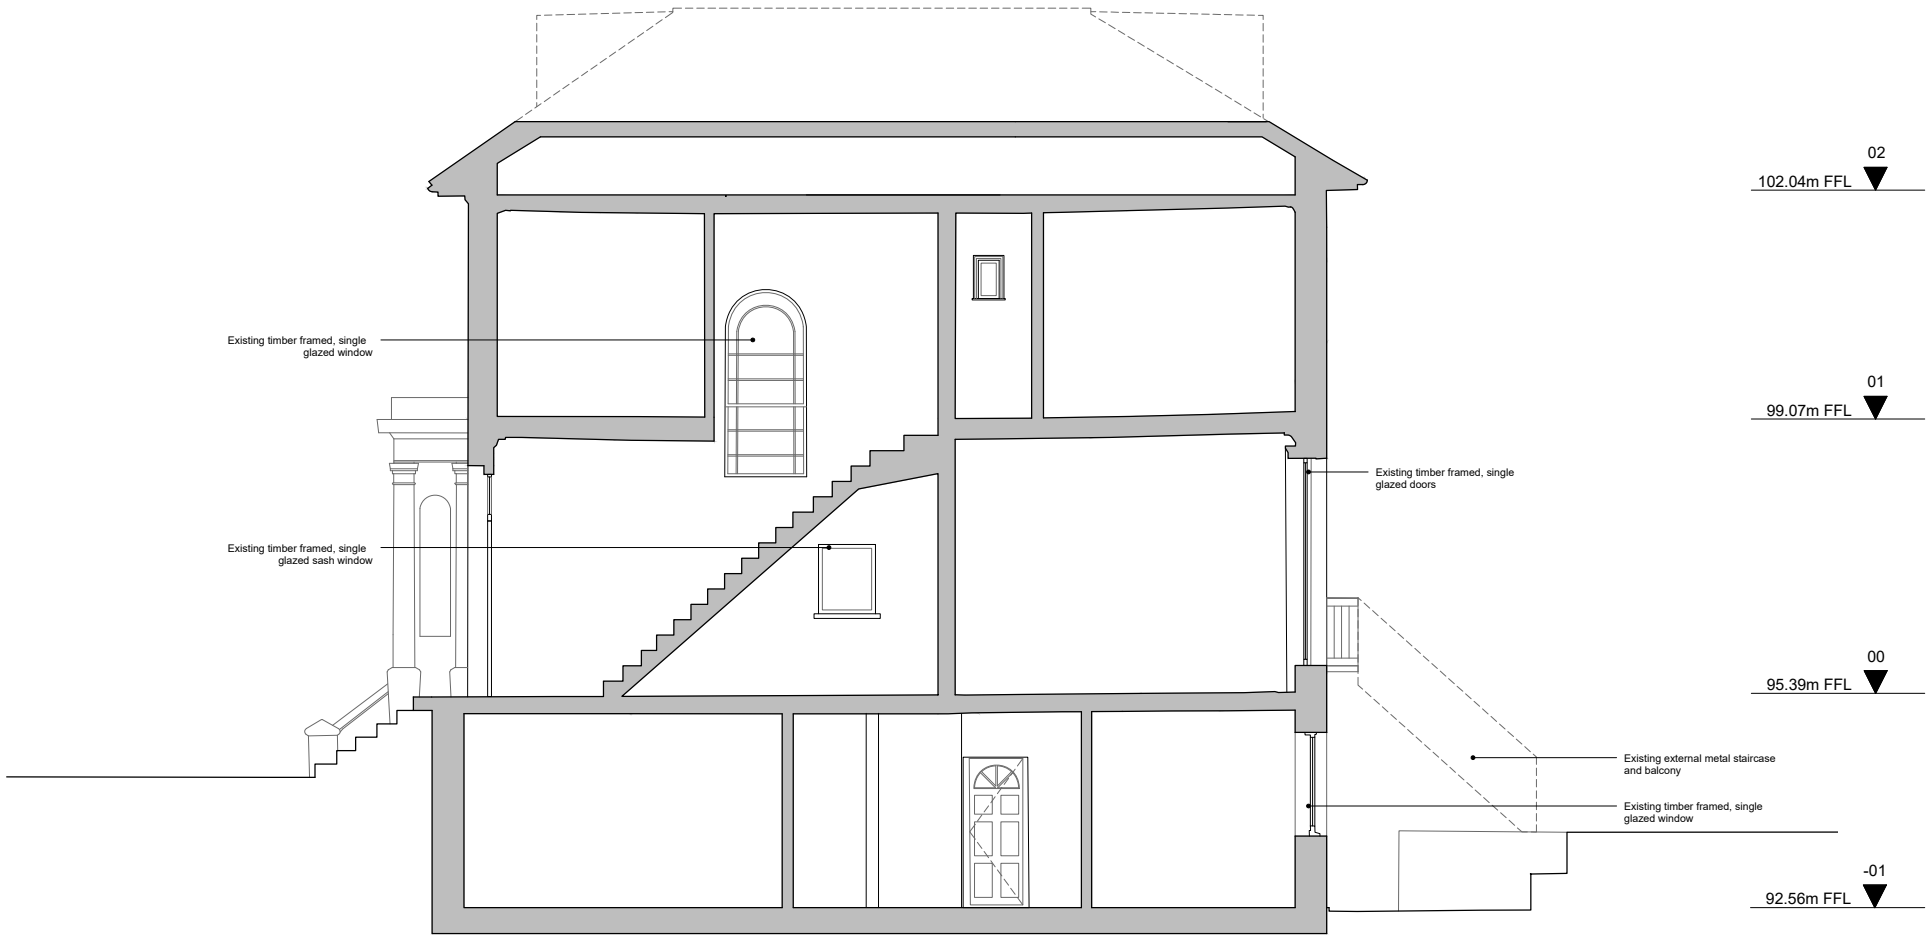 02
102.04m FFL
Existing timber framed, single
glazed window
01
99.07m FFL
Existing timber framed, single
glazed doors
Existing timber framed, single
glazed sash window
00
95.39m FFL
Existing external metal staircase
and balcony
Existing timber framed, single
glazed window
-01
92.56m FFL